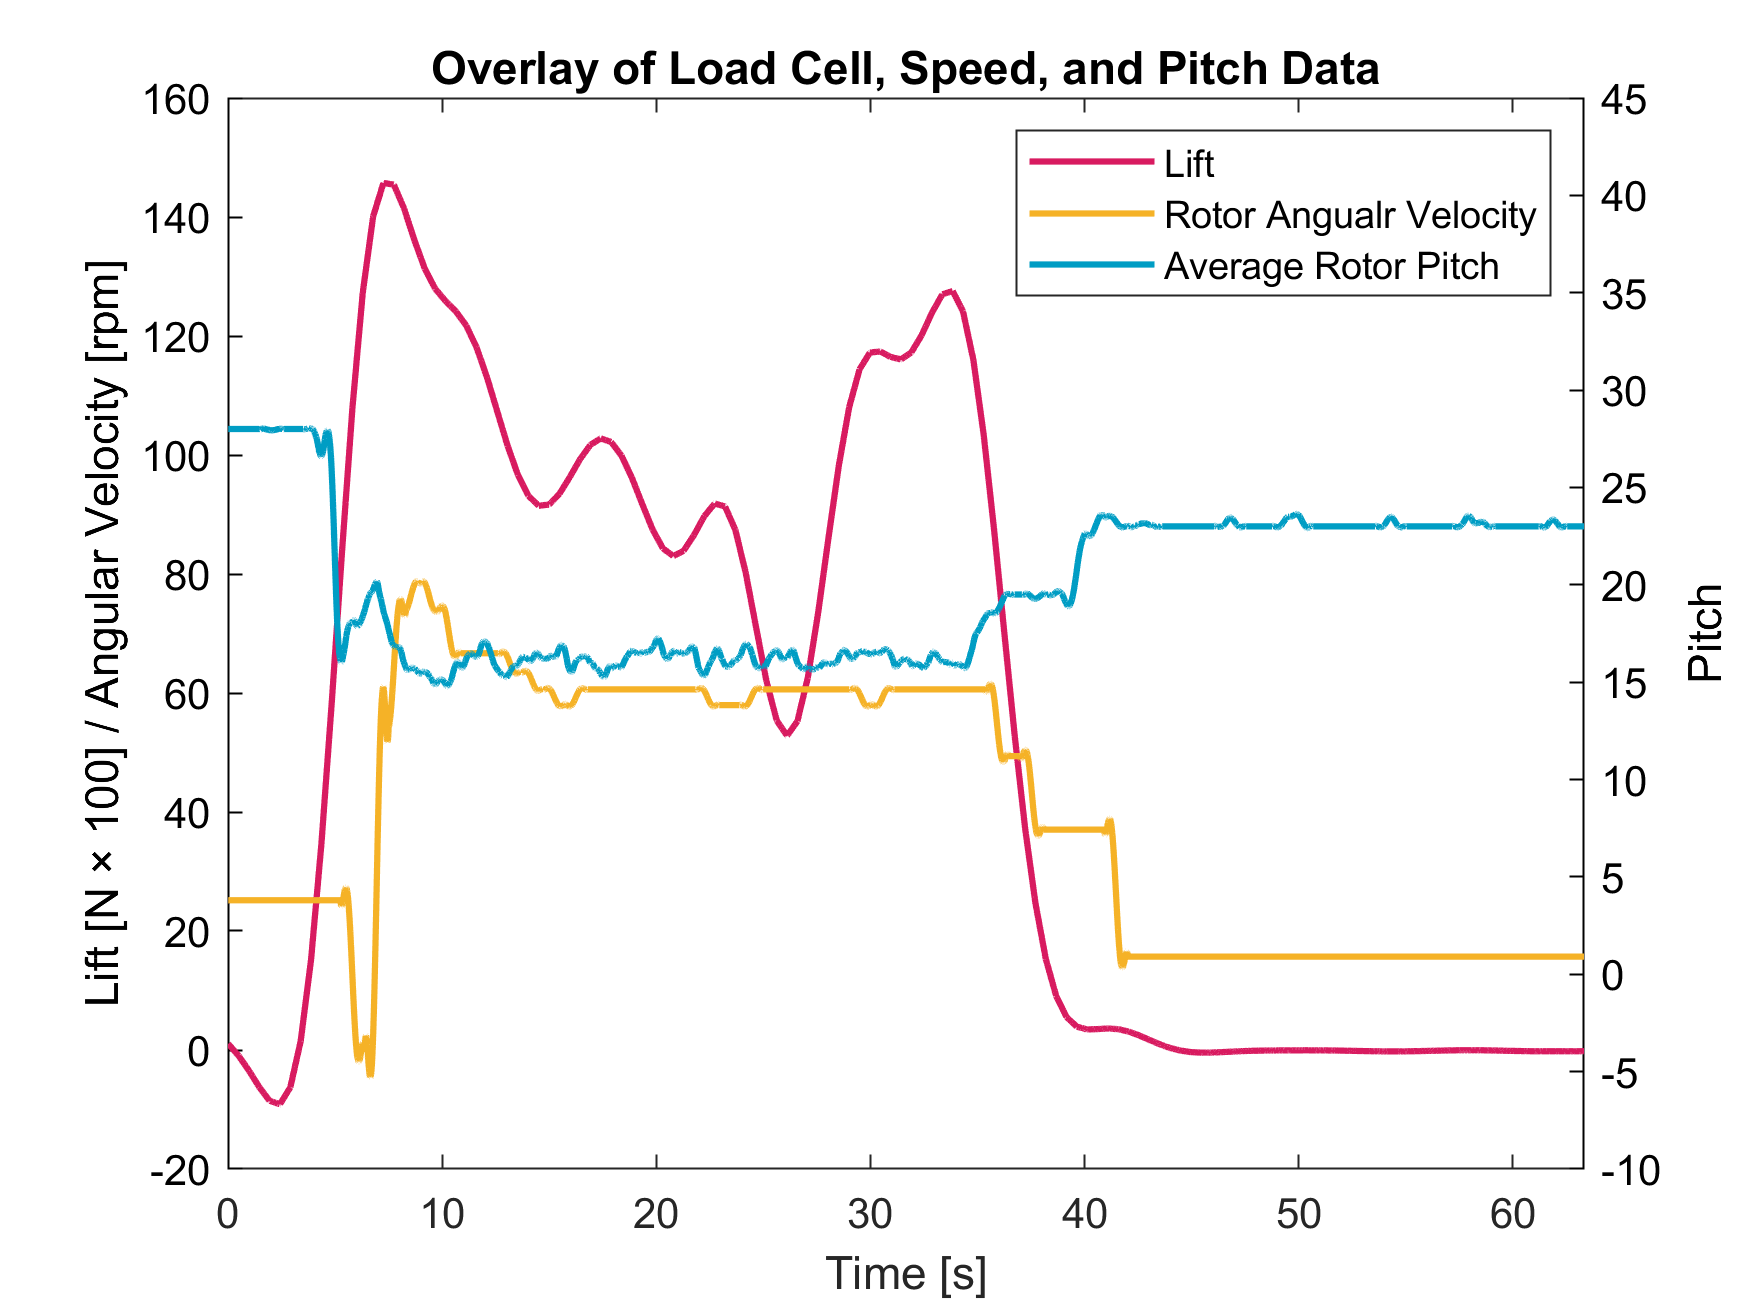 Overlay of Load Cell, Speed, and Pitch Data
Lift
Rotor Angualr Velocity
Average Rotor Pitch
Lift [N × 100] / Angular Velocity [rpm]
160
140
120
100
80
60
40
20
0
-20
45
40
35
30
25
20
15
10
5
0
-5
-10
Pitch
0 10 20 30 40 50 60
Time [s]